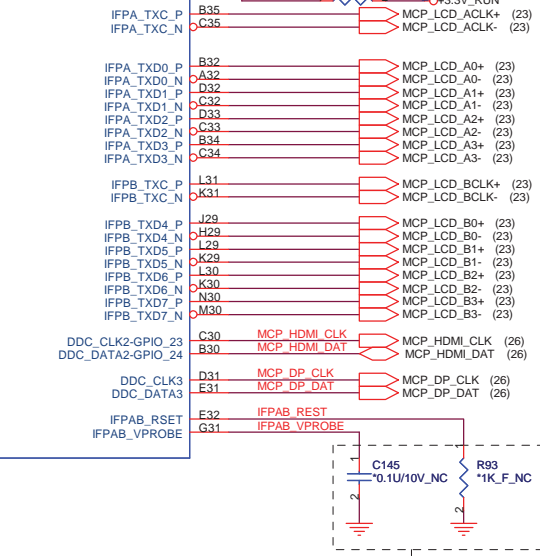 +3.3V_RUN
IFPA_TXC_P B35 MCP_LCD_ACLK+ (23)
IFPA_TXC_N C35 MCP_LCD_ACLK- (23)
IFPA_TXD0_P B32 MCP_LCD_A0+ (23)
IFPA_TXD0_N A32 MCP_LCD_A0- (23)
IFPA_TXD1_P D32 MCP_LCD_A1+ (23)
IFPA_TXD1_N C32 MCP_LCD_A1- (23)
IFPA_TXD2_P D33 MCP_LCD_A2+ (23)
IFPA_TXD2_N C33 MCP_LCD_A2- (23)
IFPA_TXD3_P B34 MCP_LCD_A3+ (23)
IFPA_TXD3_N C34 MCP_LCD_A3- (23)
IFPB_TXC_P L31 MCP_LCD_BCLK+ (23)
IFPB_TXC_N K31 MCP_LCD_BCLK- (23)
IFPB_TXD4_P J29 MCP_LCD_B0+ (23)
IFPB_TXD4_N H29 MCP_LCD_B0- (23)
IFPB_TXD5_P L29 MCP_LCD_B1+ (23)
IFPB_TXD5_N K29 MCP_LCD_B1- (23)
IFPB_TXD6_P L30 MCP_LCD_B2+ (23)
IFPB_TXD6_N K30 MCP_LCD_B2- (23)
IFPB_TXD7_P N30 MCP_LCD_B3+ (23)
IFPB_TXD7_N M30 MCP_LCD_B3- (23)
DDC_CLK2-GPIO_23 C30 MCP_HDMI_CLK MCP_HDMI_CLK (26)
DDC_DATA2-GPIO_24 B30 MCP_HDMI_DAT MCP_HDMI_DAT (26)
DDC_CLK3 D31 MCP_DP_CLK MCP_DP_CLK (26)
DDC_DATA3 E31 MCP_DP_DAT MCP_DP_DAT (26)
IFPAB_RSET E32 IFPAB_REST
IFPAB_VPROBE G31 IFPAB_VPROBE
1 1
C145 R93
*0.1U/10V_NC *1K_F_NC
2 2